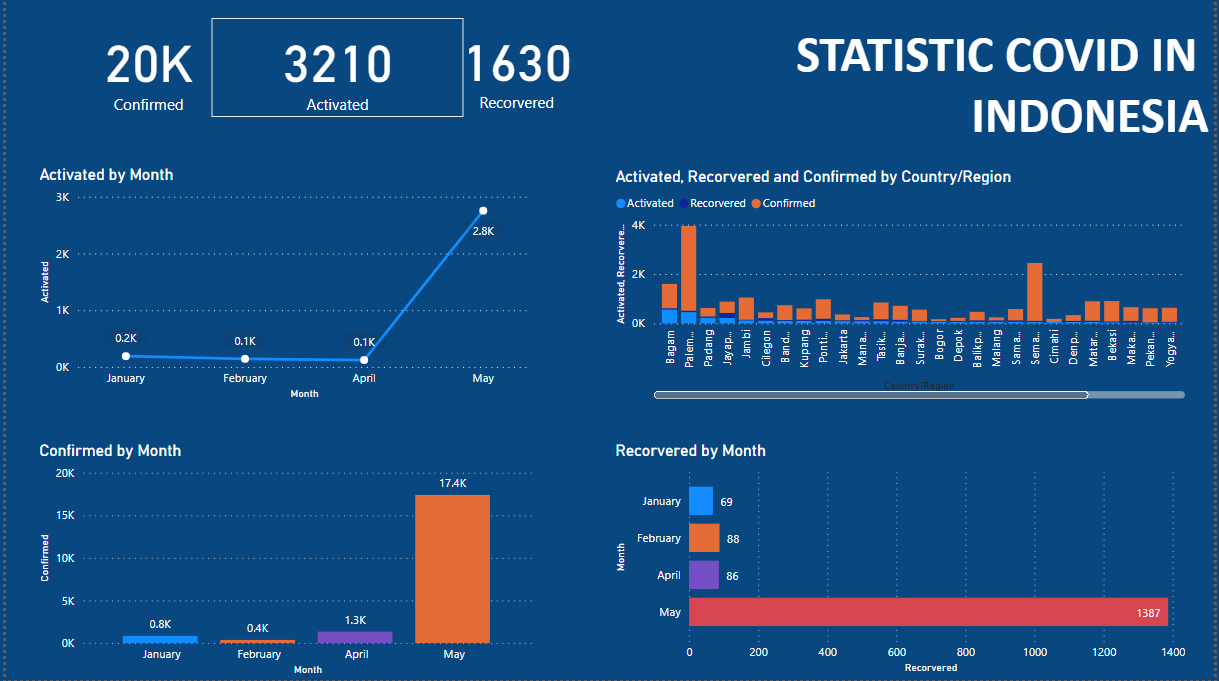 20K
Confirmed
3210
Activated
1630
Recorvered
STATISTIC COVID IN
INDONESIA
Activated by Month
3K
2K
1K
0K
Activated
0.2K
0.1K
0.1K
2.8K
January
February
April
May
Month
Activated, Recorvered and Confirmed by Country/Region
Activated Recorvered Confirmed
4K
2K
0K
Activated, Recorvere...
Bagam
Palem...
Padang
Jayap...
Jambi
Cilegon
Band...
Kupang
Ponti...
Jakarta
Mana...
Tasik...
Banja...
Surak...
Bogor
Depok
Balikp...
Malang
Sama...
Sema...
Cimahi
Denp...
Matar...
Bekasi
Maka...
Pekan...
Yogya...
Country/Region
Confirmed by Month
20K
15K
10K
5K
0K
Confirmed
0.8K
0.4K
1.3K
17.4K
January
February
April
May
Month
Recorvered by Month
Month
January 69
February 88
April 86
May 1387
0 200 400 600 800 1000 1200 1400
Recorvered